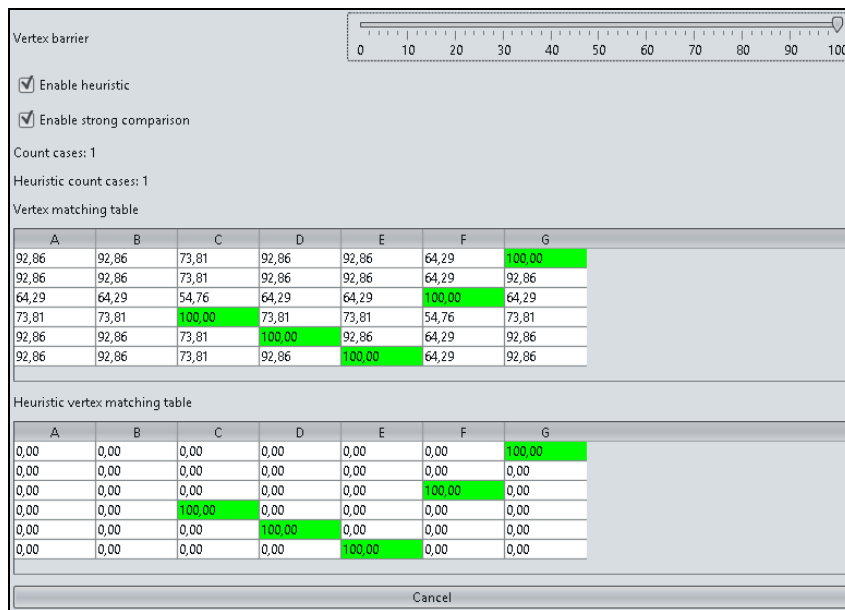 Vertex barrier
0 10 20 30 40 50 60 70 80 90 100
Enable heuristic
Enable strong comparison
Count cases: 1
Heuristic count cases: 1
Vertex matching table
A B C D E F G
92,86 92,86 73,81 92,86 92,86 64,29 100,00
92,86 92,86 73,81 92,86 92,86 64,29 92,86
64,29 64,29 54,76 64,29 64,29 100,00 64,29
73,81 73,81 100,00 73,81 73,81 54,76 73,81
92,86 92,86 73,81 100,00 92,86 64,29 92,86
92,86 92,86 73,81 92,86 100,00 64,29 92,86
Heuristic vertex matching table
A B C D E F G
0,00 0,00 0,00 0,00 0,00 0,00 100,00
0,00 0,00 0,00 0,00 0,00 0,00 0,00
0,00 0,00 0,00 0,00 0,00 100,00 0,00
0,00 0,00 100,00 0,00 0,00 0,00 0,00
0,00 0,00 0,00 100,00 0,00 0,00 0,00
0,00 0,00 0,00 0,00 100,00 0,00 0,00
Cancel